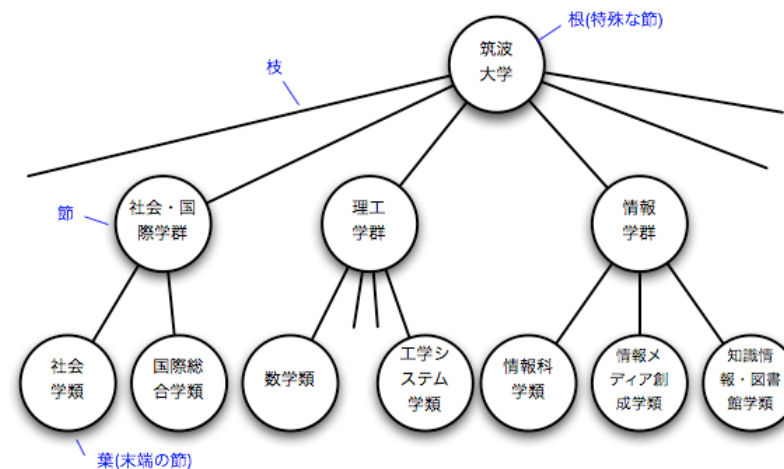 根(特殊な節)
筑波
大学
枝
節
社会・国
際学群
理工
学群
情報
学群
社会
学類
国際総
合学類
数学類
工学シ
ステム
学類
情報科
学類
情報メ
ディア創
成学類
知識情
報・図書
館学類
葉(末端の節)